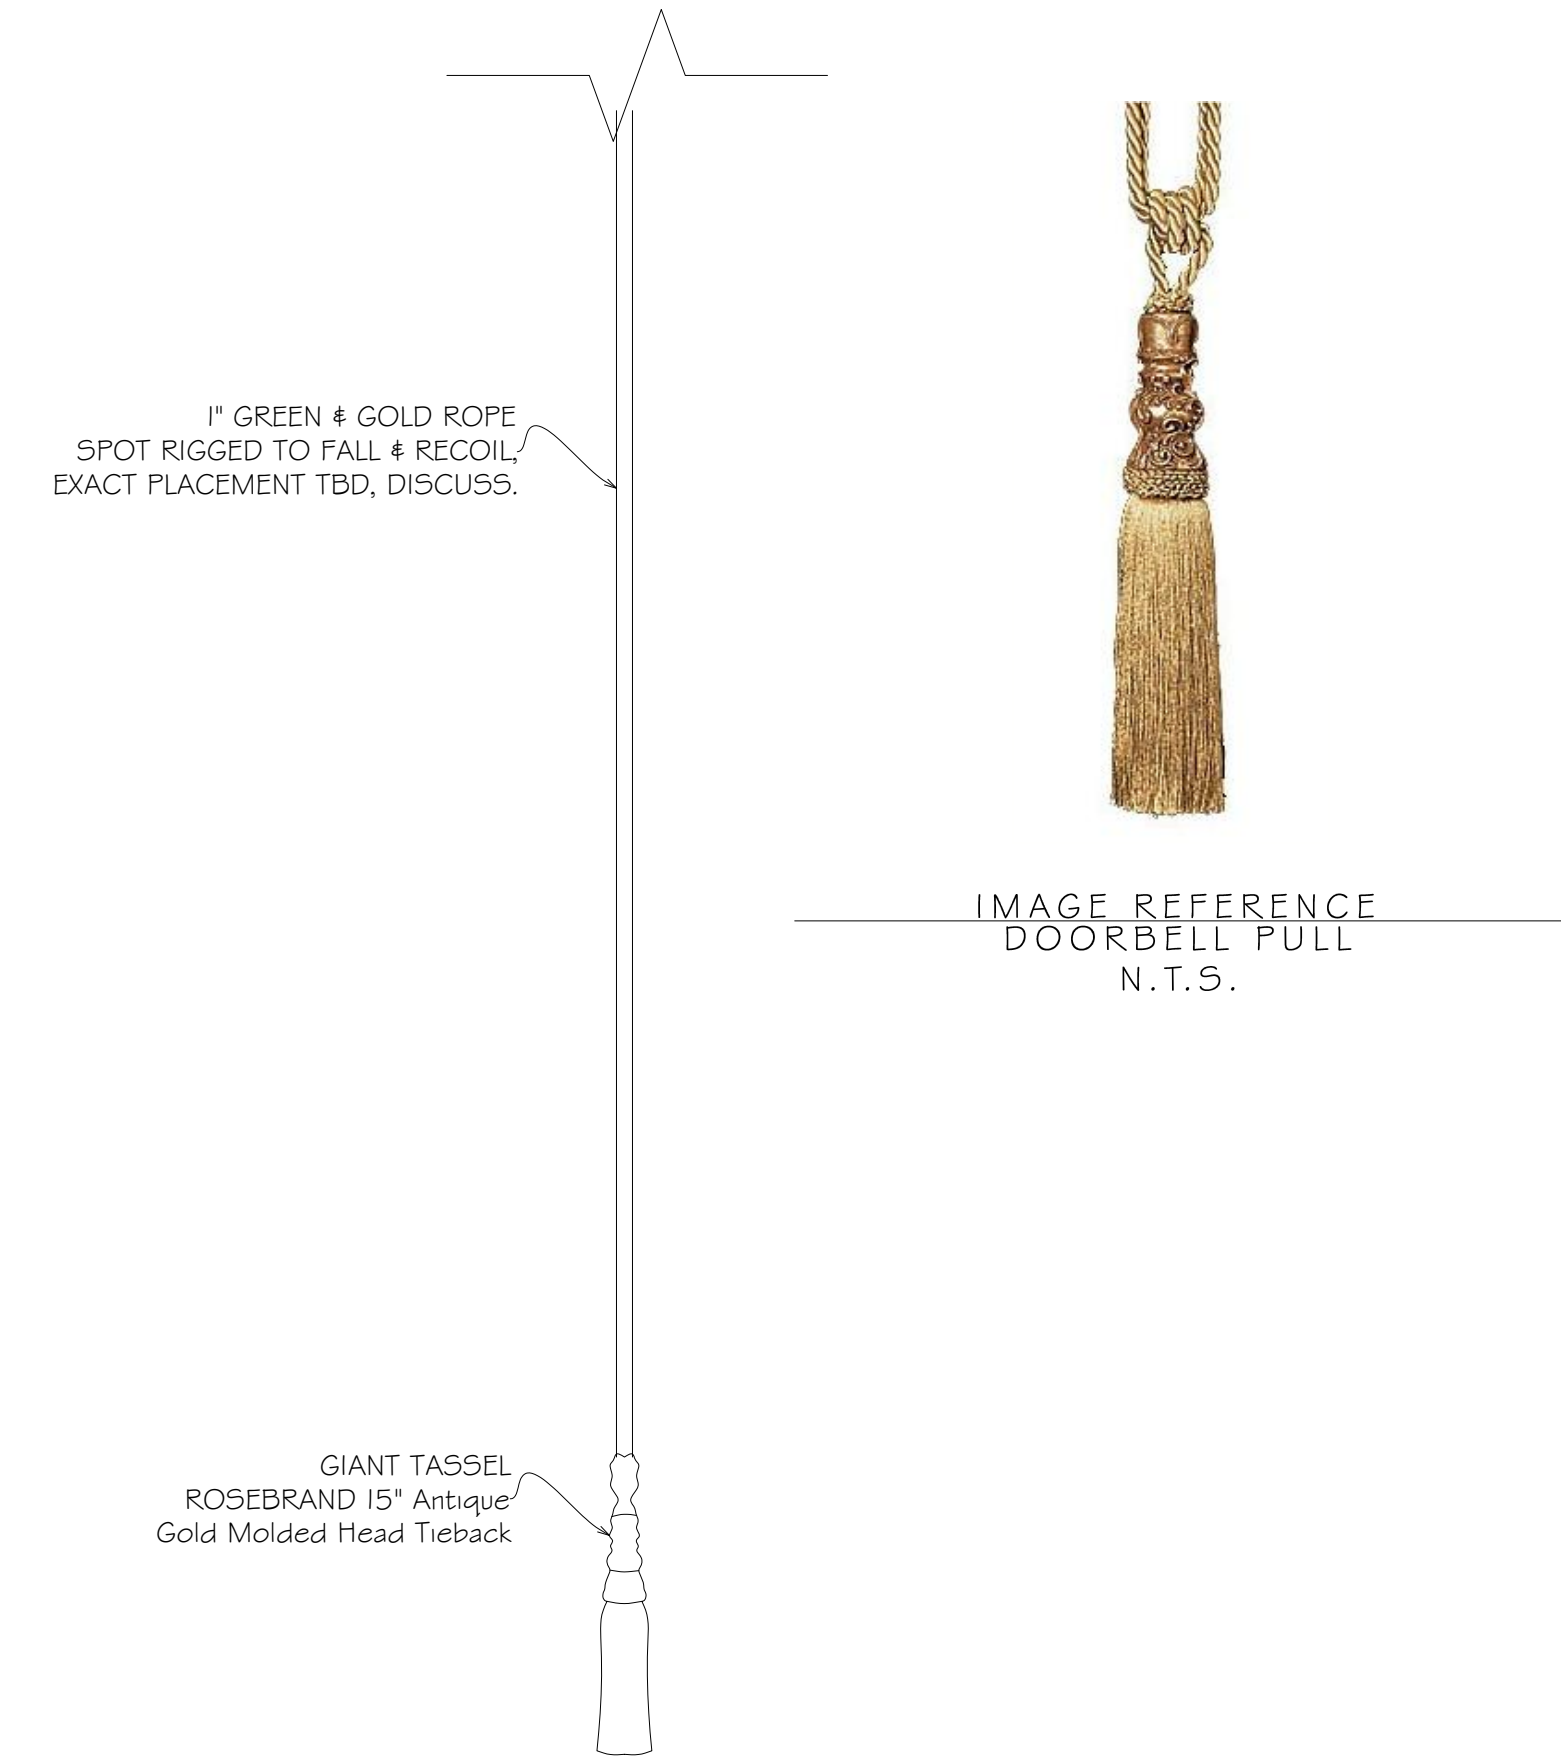 1" GREEN & GOLD ROPE
SPOT RIGGED TO FALL & RECOIL,
EXACT PLACEMENT TBD, DISCUSS.
IMAGE REFERENCE
DOORBELL PULL
N.T.S.
GIANT TASSEL
ROSEBRAND 15" Antique
Gold Molded Head Tieback